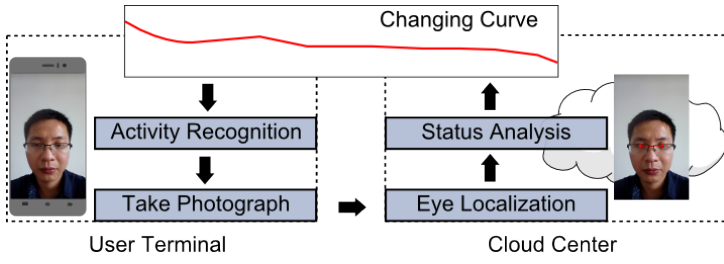 Changing Curve
Activity Recognition
Status Analysis
Take Photograph
Eye Localization
User Terminal
Cloud Center